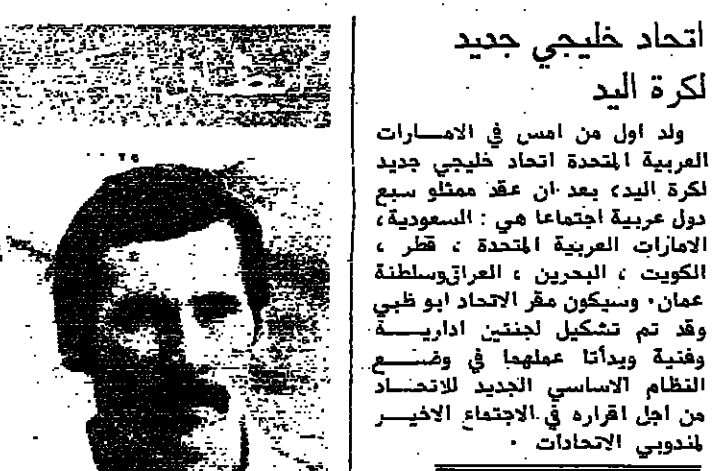 اتحاد خليجي جديد
لكرة اليد
ولد اول من امس في الامارات
العربية المتحدة اتحاد خليجي جديد
لكرة اليد، بعد ان عقد ممثلو سبع
دول عربية اجتماعا هي : السعودية،
الامارات العربية المتحدة ، قطر ،
الكويت ، البحرين ، العراق وسلطنة
عمان. وسيكون مقر الاتحاد ابو ظبي
وقد تم تشكيل لجنتين ادارية
وفنية وبدأتا عملهما في وضع
النظام الاساسي الجديد للاتحاد
من اجل اقراره في الاجتماع الاخير
لمندوبي الاتحادات .